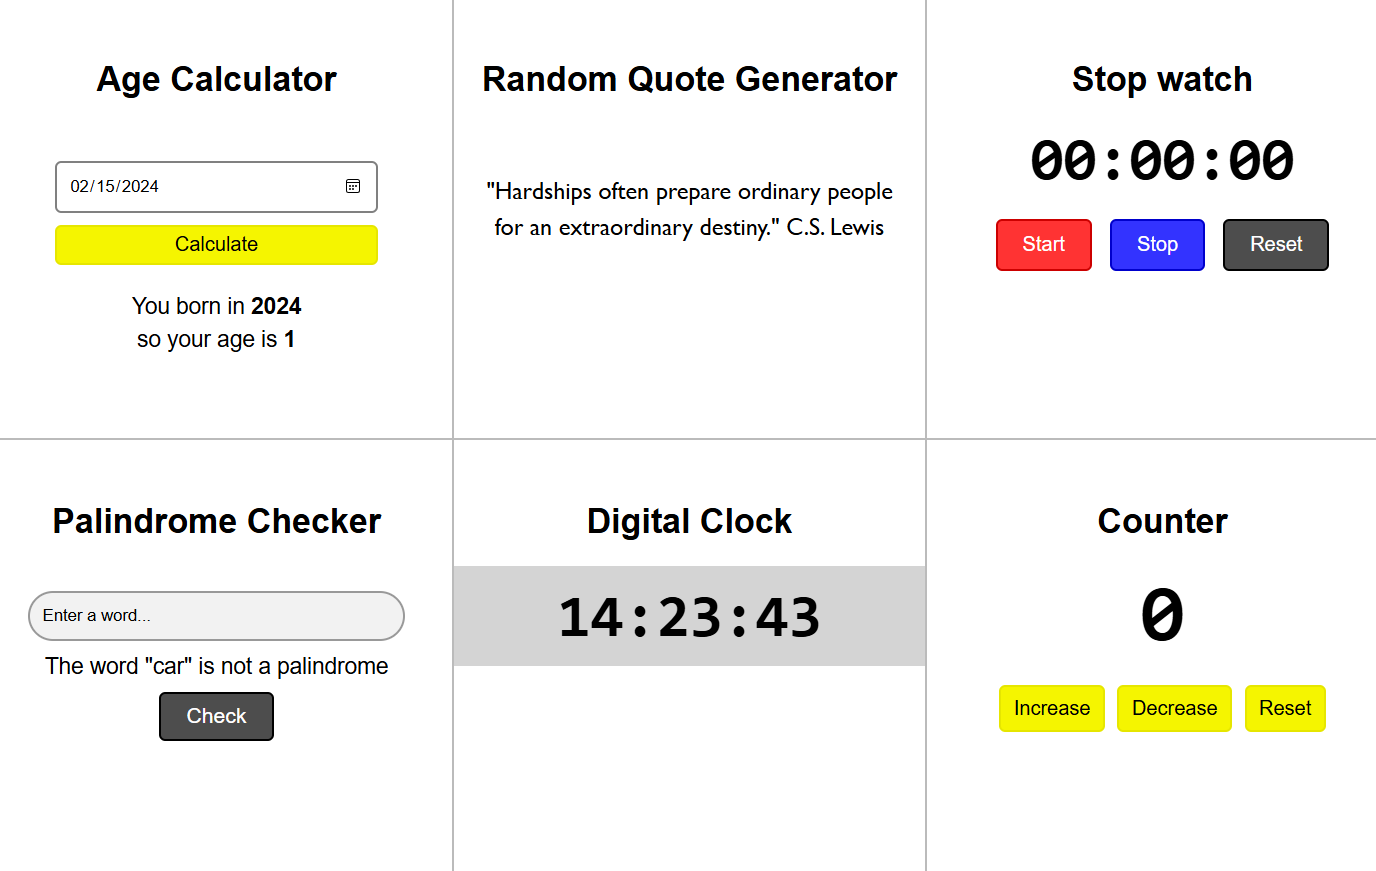 Age Calculator
02/15/2024
Calculate
You born in 2024
so your age is 1
Random Quote Generator
"Hardships often prepare ordinary people
for an extraordinary destiny." C.S. Lewis
Stop watch
00:00:00
Start Stop Reset
Palindrome Checker
Enter a word...
The word "car" is not a palindrome
Check
Digital Clock
14:23:43
Counter
0
Increase Decrease Reset